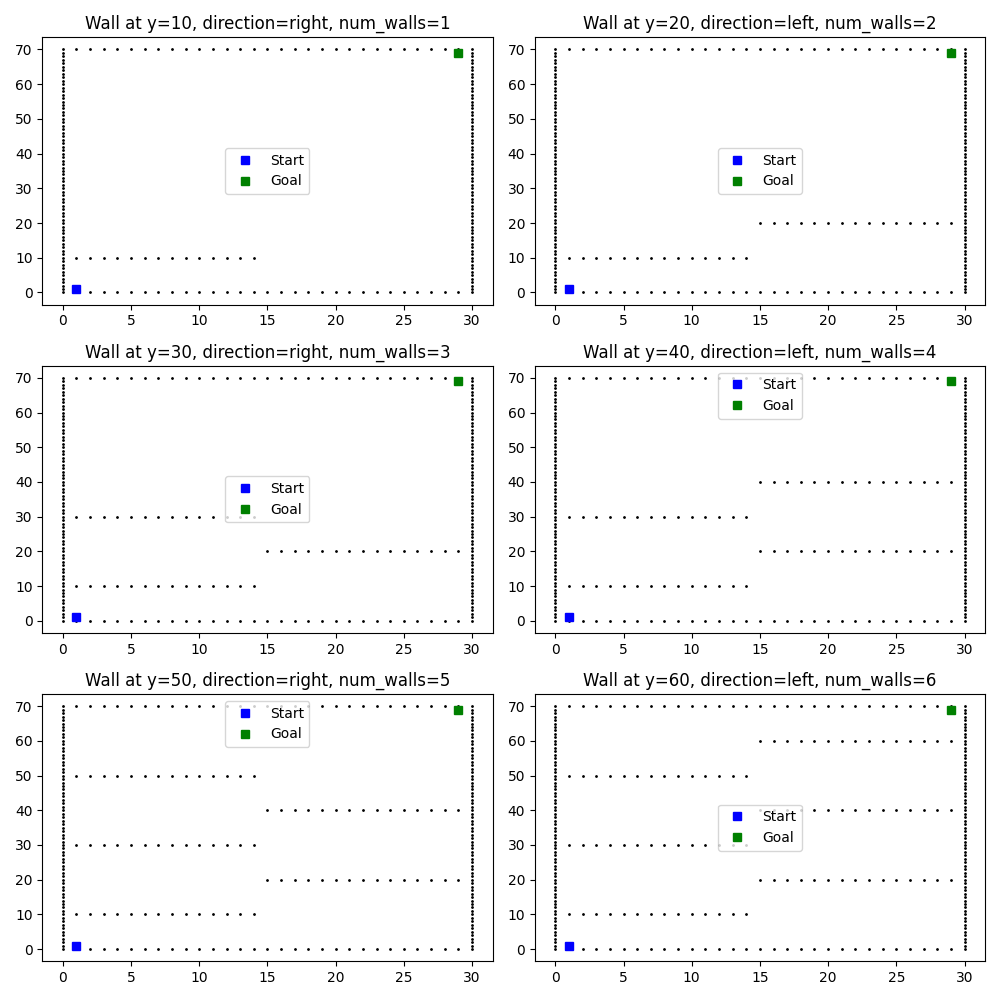 Wall at y=10, direction=right, num_walls=1
70
60
50
40
30
20
10
0
Start
Goal
0 5 10 15 20 25 30
Wall at y=20, direction=left, num_walls=2
70
60
50
40
30
20
10
0
Start
Goal
0 5 10 15 20 25 30
Wall at y=30, direction=right, num_walls=3
70
60
50
40
30
20
10
0
Start
Goal
0 5 10 15 20 25 30
Wall at y=40, direction=left, num_walls=4
70
60
50
40
30
20
10
0
Start
Goal
0 5 10 15 20 25 30
Wall at y=50, direction=right, num_walls=5
70
60
50
40
30
20
10
0
Start
Goal
0 5 10 15 20 25 30
Wall at y=60, direction=left, num_walls=6
70
60
50
40
30
20
10
0
Start
Goal
0 5 10 15 20 25 30